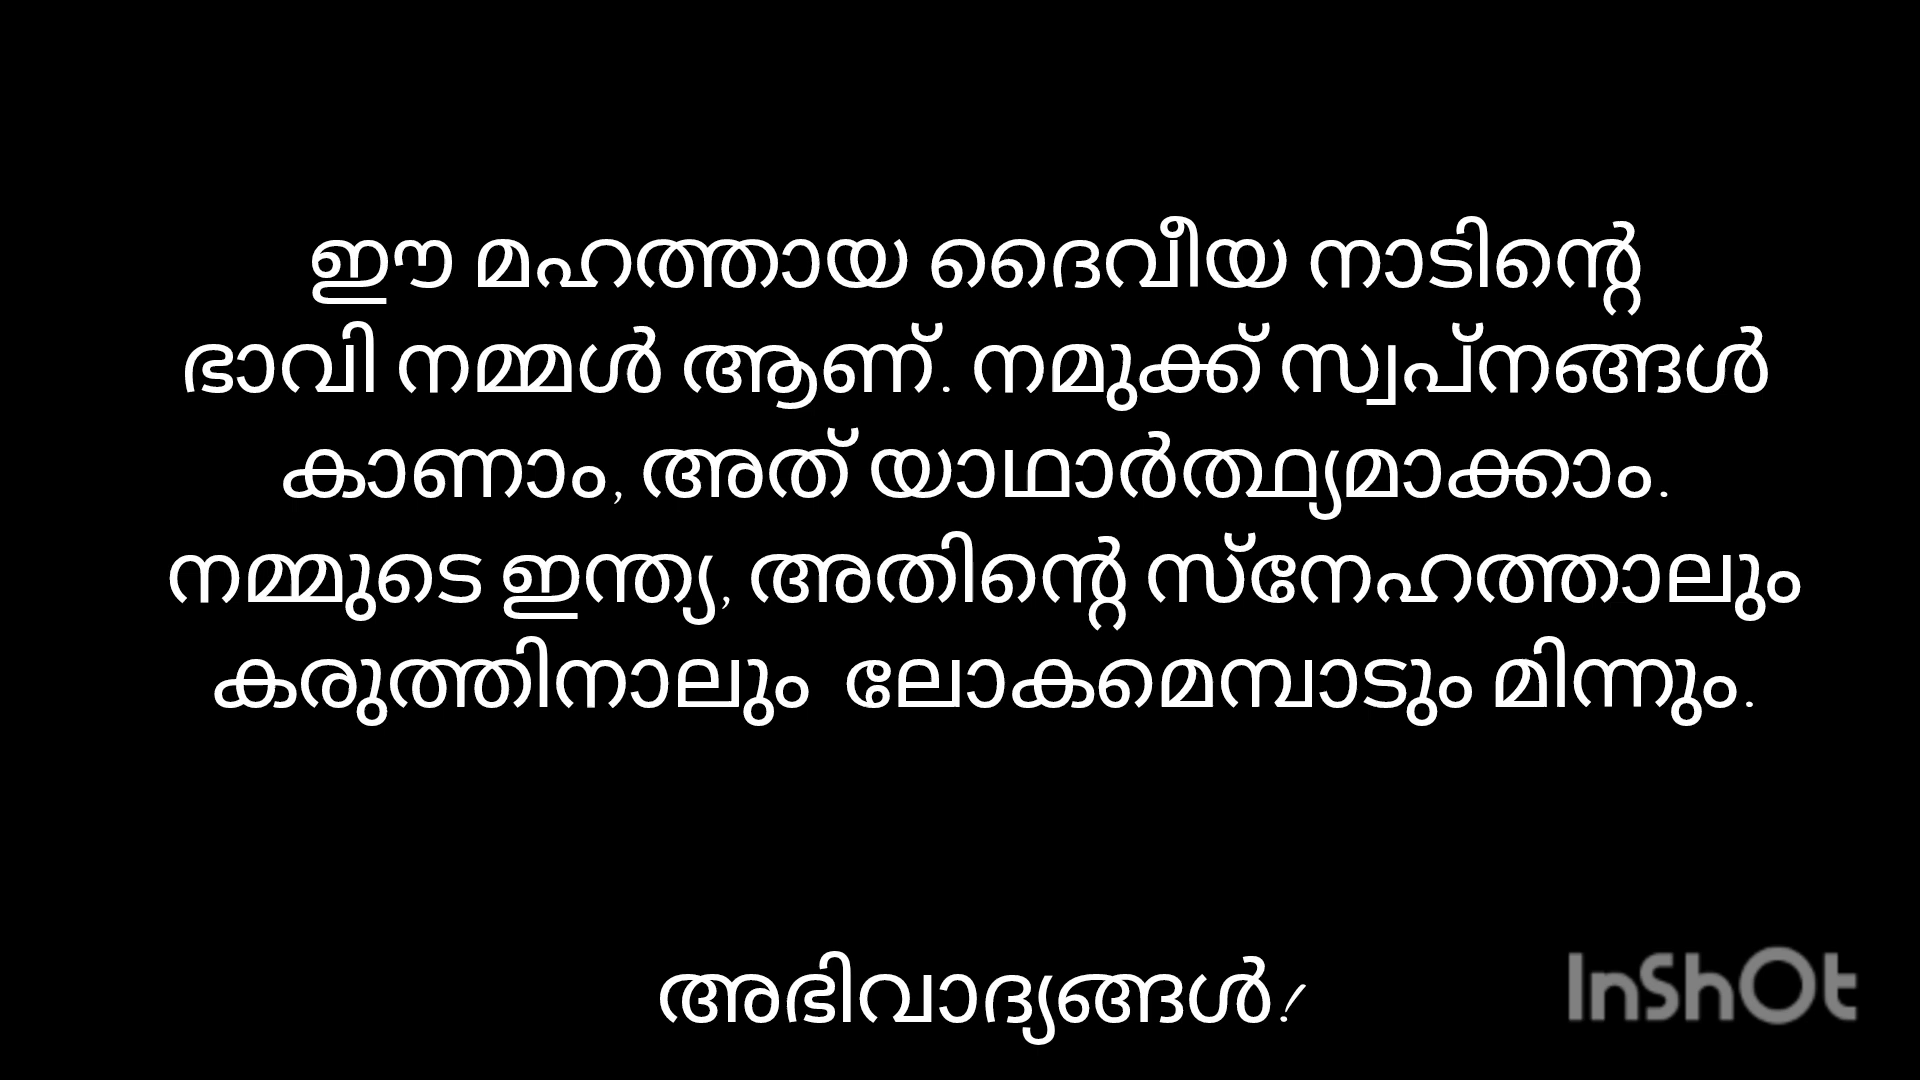 ഈ മഹത്തായ ദൈവീയ നാടിന്റെ
ഭാവി നമ്മൾ ആണ്. നമുക്ക് സ്വപ്നങ്ങൾ
കാണാം, അത് യാഥാർത്ഥ്യമാക്കാം.
നമ്മുടെ ഇന്ത്യ, അതിന്റെ സ്നേഹത്താലും
കരുത്തിനാലും ലോകമെമ്പാടും മിന്നും.
അഭിവാദ്യങ്ങൾ!
InShOt